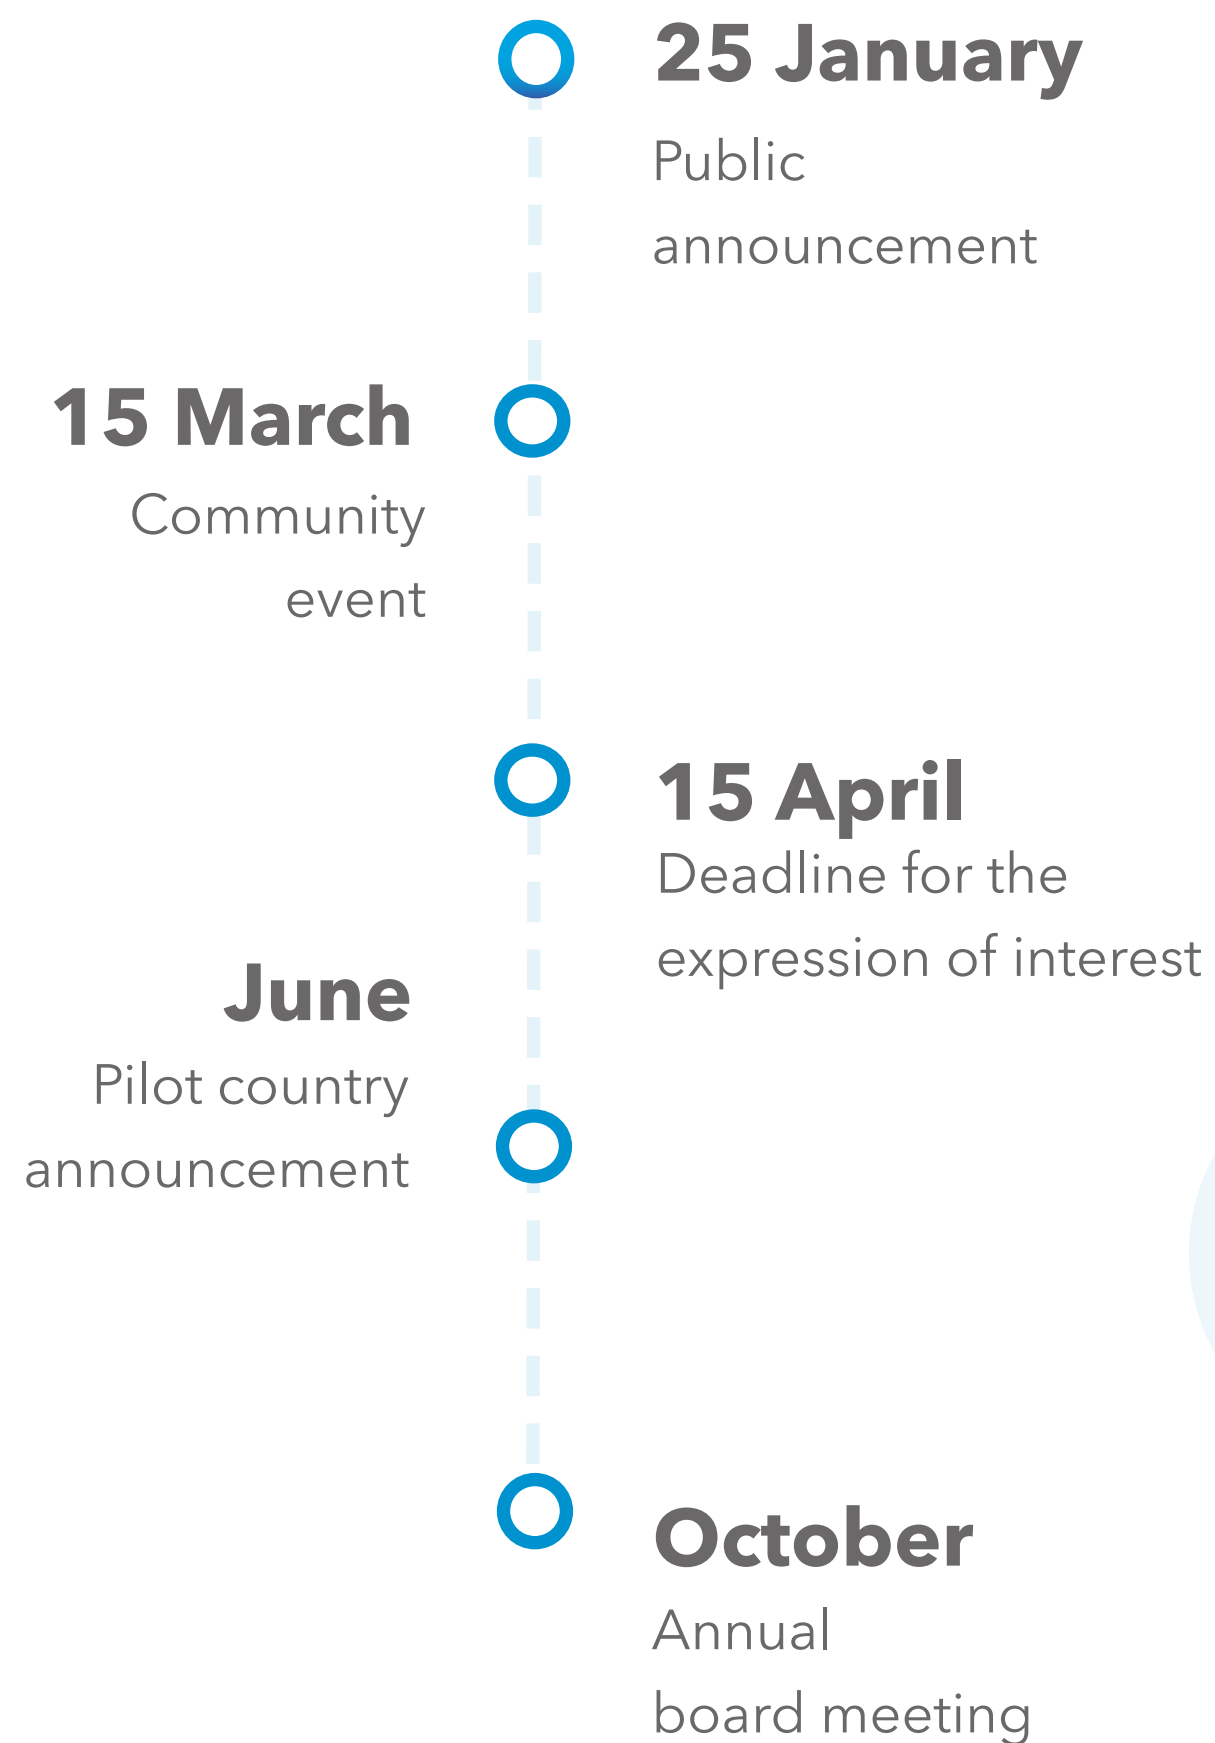 25 January
Public
announcement
15 March
Community
event
15 April
Deadline for the
expression of interest
June
Pilot country
announcement
October
Annual
board meeting